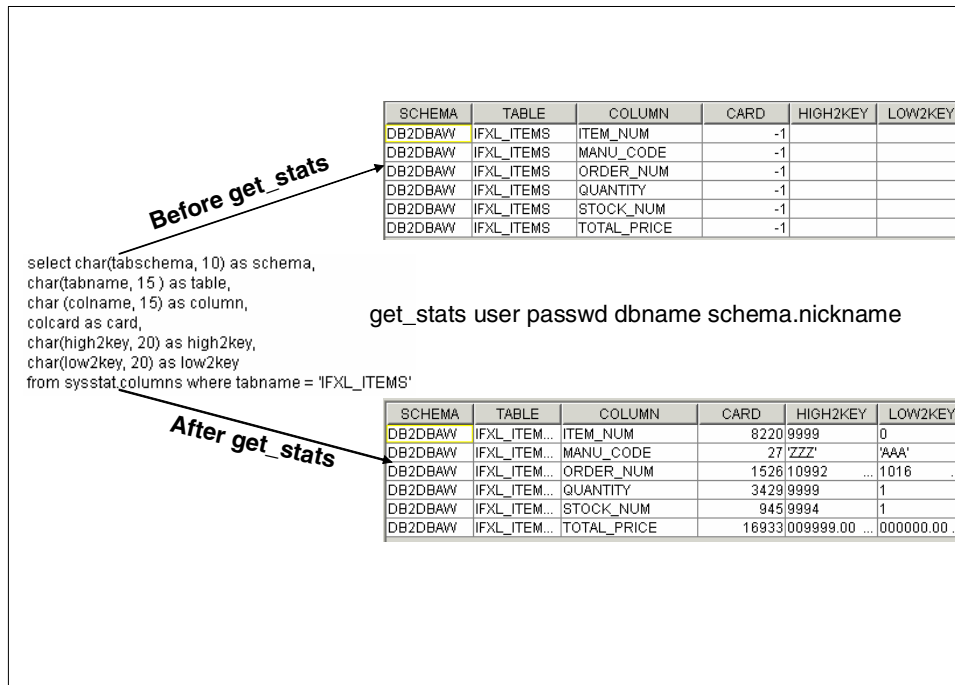 SCHEMA TABLE COLUMN CARD HIGH2KEY LOW2KEY
DB2DBAW IFXL_ITEMS ITEM_NUM -1
DB2DBAW IFXL_ITEMS MANU_CODE -1
DB2DBAW IFXL_ITEMS ORDER_NUM -1
DB2DBAW IFXL_ITEMS QUANTITY -1
DB2DBAW IFXL_ITEMS STOCK_NUM -1
DB2DBAW IFXL_ITEMS TOTAL_PRICE -1
Before get_stats
select char(tabschema, 10) as schema,
char(tabname, 15 ) as table,
char (colname, 15) as column,
colcard as card,
char(high2key, 20) as high2key,
char(low2key, 20) as low2key
from sysstat.columns where tabname = 'IFXL_ITEMS'
get_stats user passwd dbname schema.nickname
After get_stats
SCHEMA TABLE COLUMN CARD HIGH2KEY LOW2KEY
DB2DBAW IFXL_ITEM... ITEM_NUM 8220 9999 0
DB2DBAW IFXL_ITEM... MANU_CODE 27 'ZZZ' 'AAA'
DB2DBAW IFXL_ITEM... ORDER_NUM 1526 10992 ... 1016 .
DB2DBAW IFXL_ITEM... QUANTITY 3429 9999 1
DB2DBAW IFXL_ITEM... STOCK_NUM 945 9994 1
DB2DBAW IFXL_ITEM... TOTAL_PRICE 16933 009999.00 ... 000000.00 .